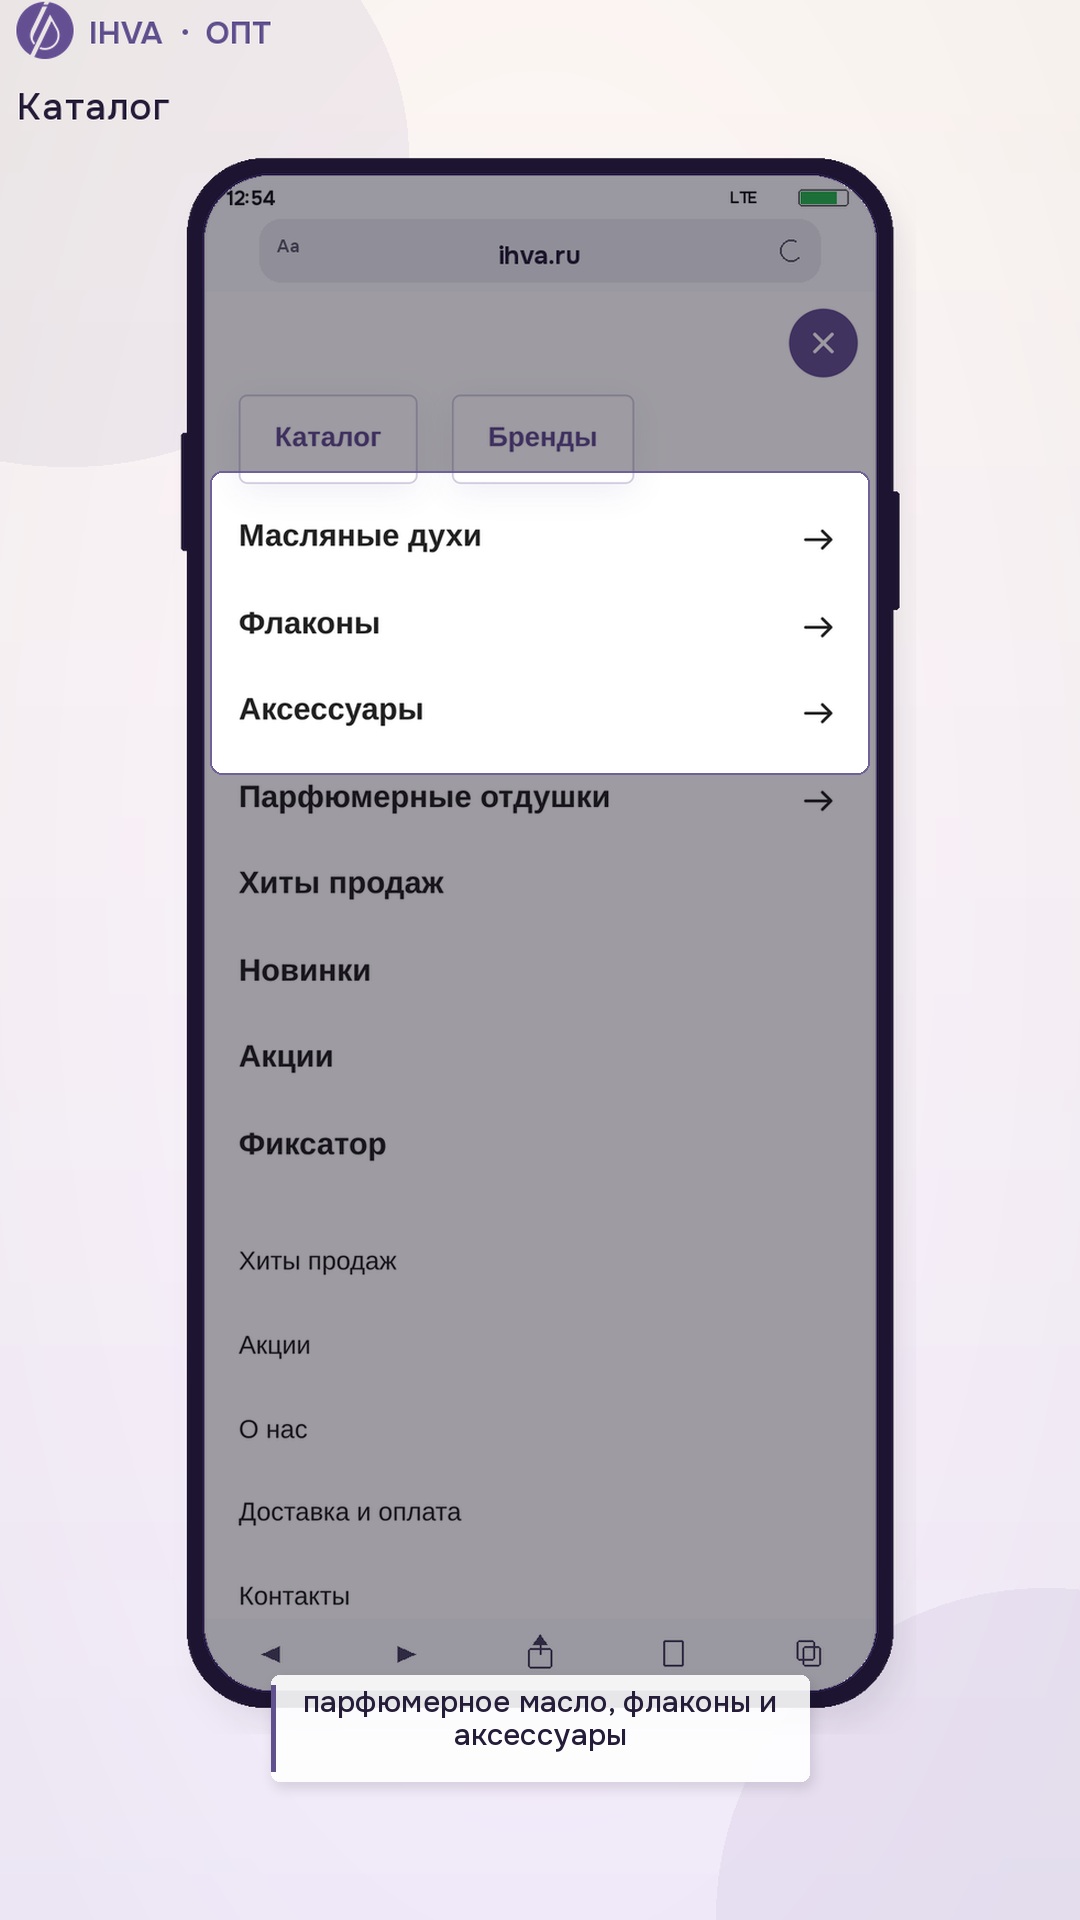 IHVA · ОПТ
Каталог
12:54 LTE
Aa ihva.ru
Каталог Бренды
Масляные духи
Флаконы
Аксессуары
Парфюмерные отдушки
Хиты продаж
Новинки
Акции
Фиксатор
Хиты продаж
Акции
О нас
Доставка и оплата
Контакты
парфюмерное масло, флаконы и
аксессуары